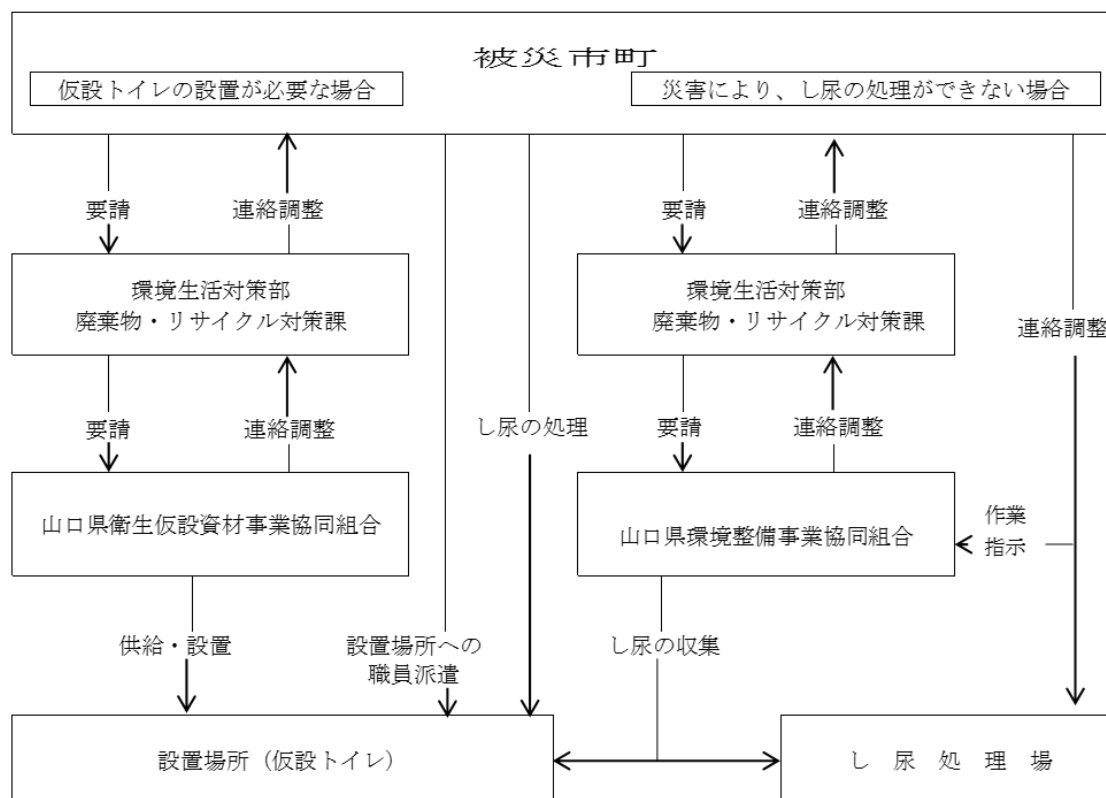 被災市町
仮設トイレの設置が必要な場合
災害により、し尿の処理ができない場合
要請
連絡調整
要請
連絡調整
環境生活対策部
廃棄物・リサイクル対策課
環境生活対策部
廃棄物・リサイクル対策課
連絡調整
要請
連絡調整
し尿の処理
要請
連絡調整
山口県衛生仮設資材事業協同組合
山口県環境整備事業協同組合
作業
指示
供給・設置
設置場所への
職員派遣
し尿の収集
設置場所（仮設トイレ）
し　尿　処　理　場